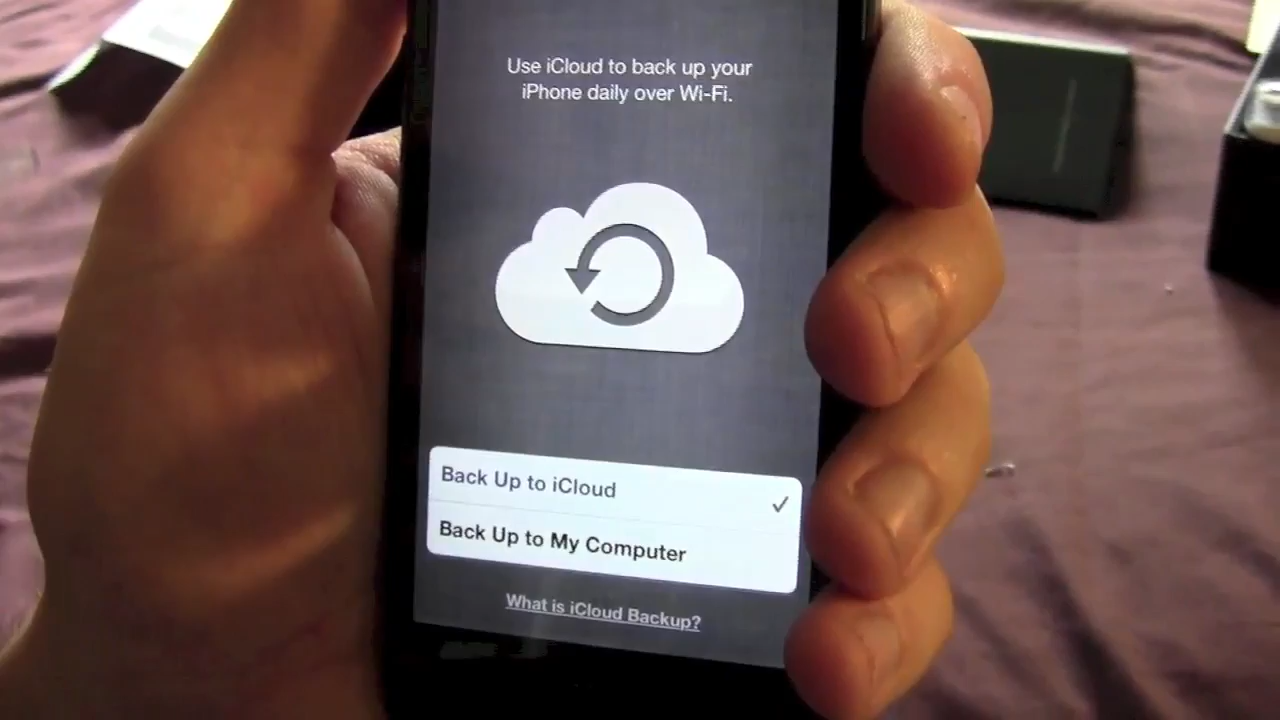 Use iCloud to back up your
iPhone daily over Wi-Fi.
Back Up to iCloud
Back Up to My Computer
What is iCloud Backup?